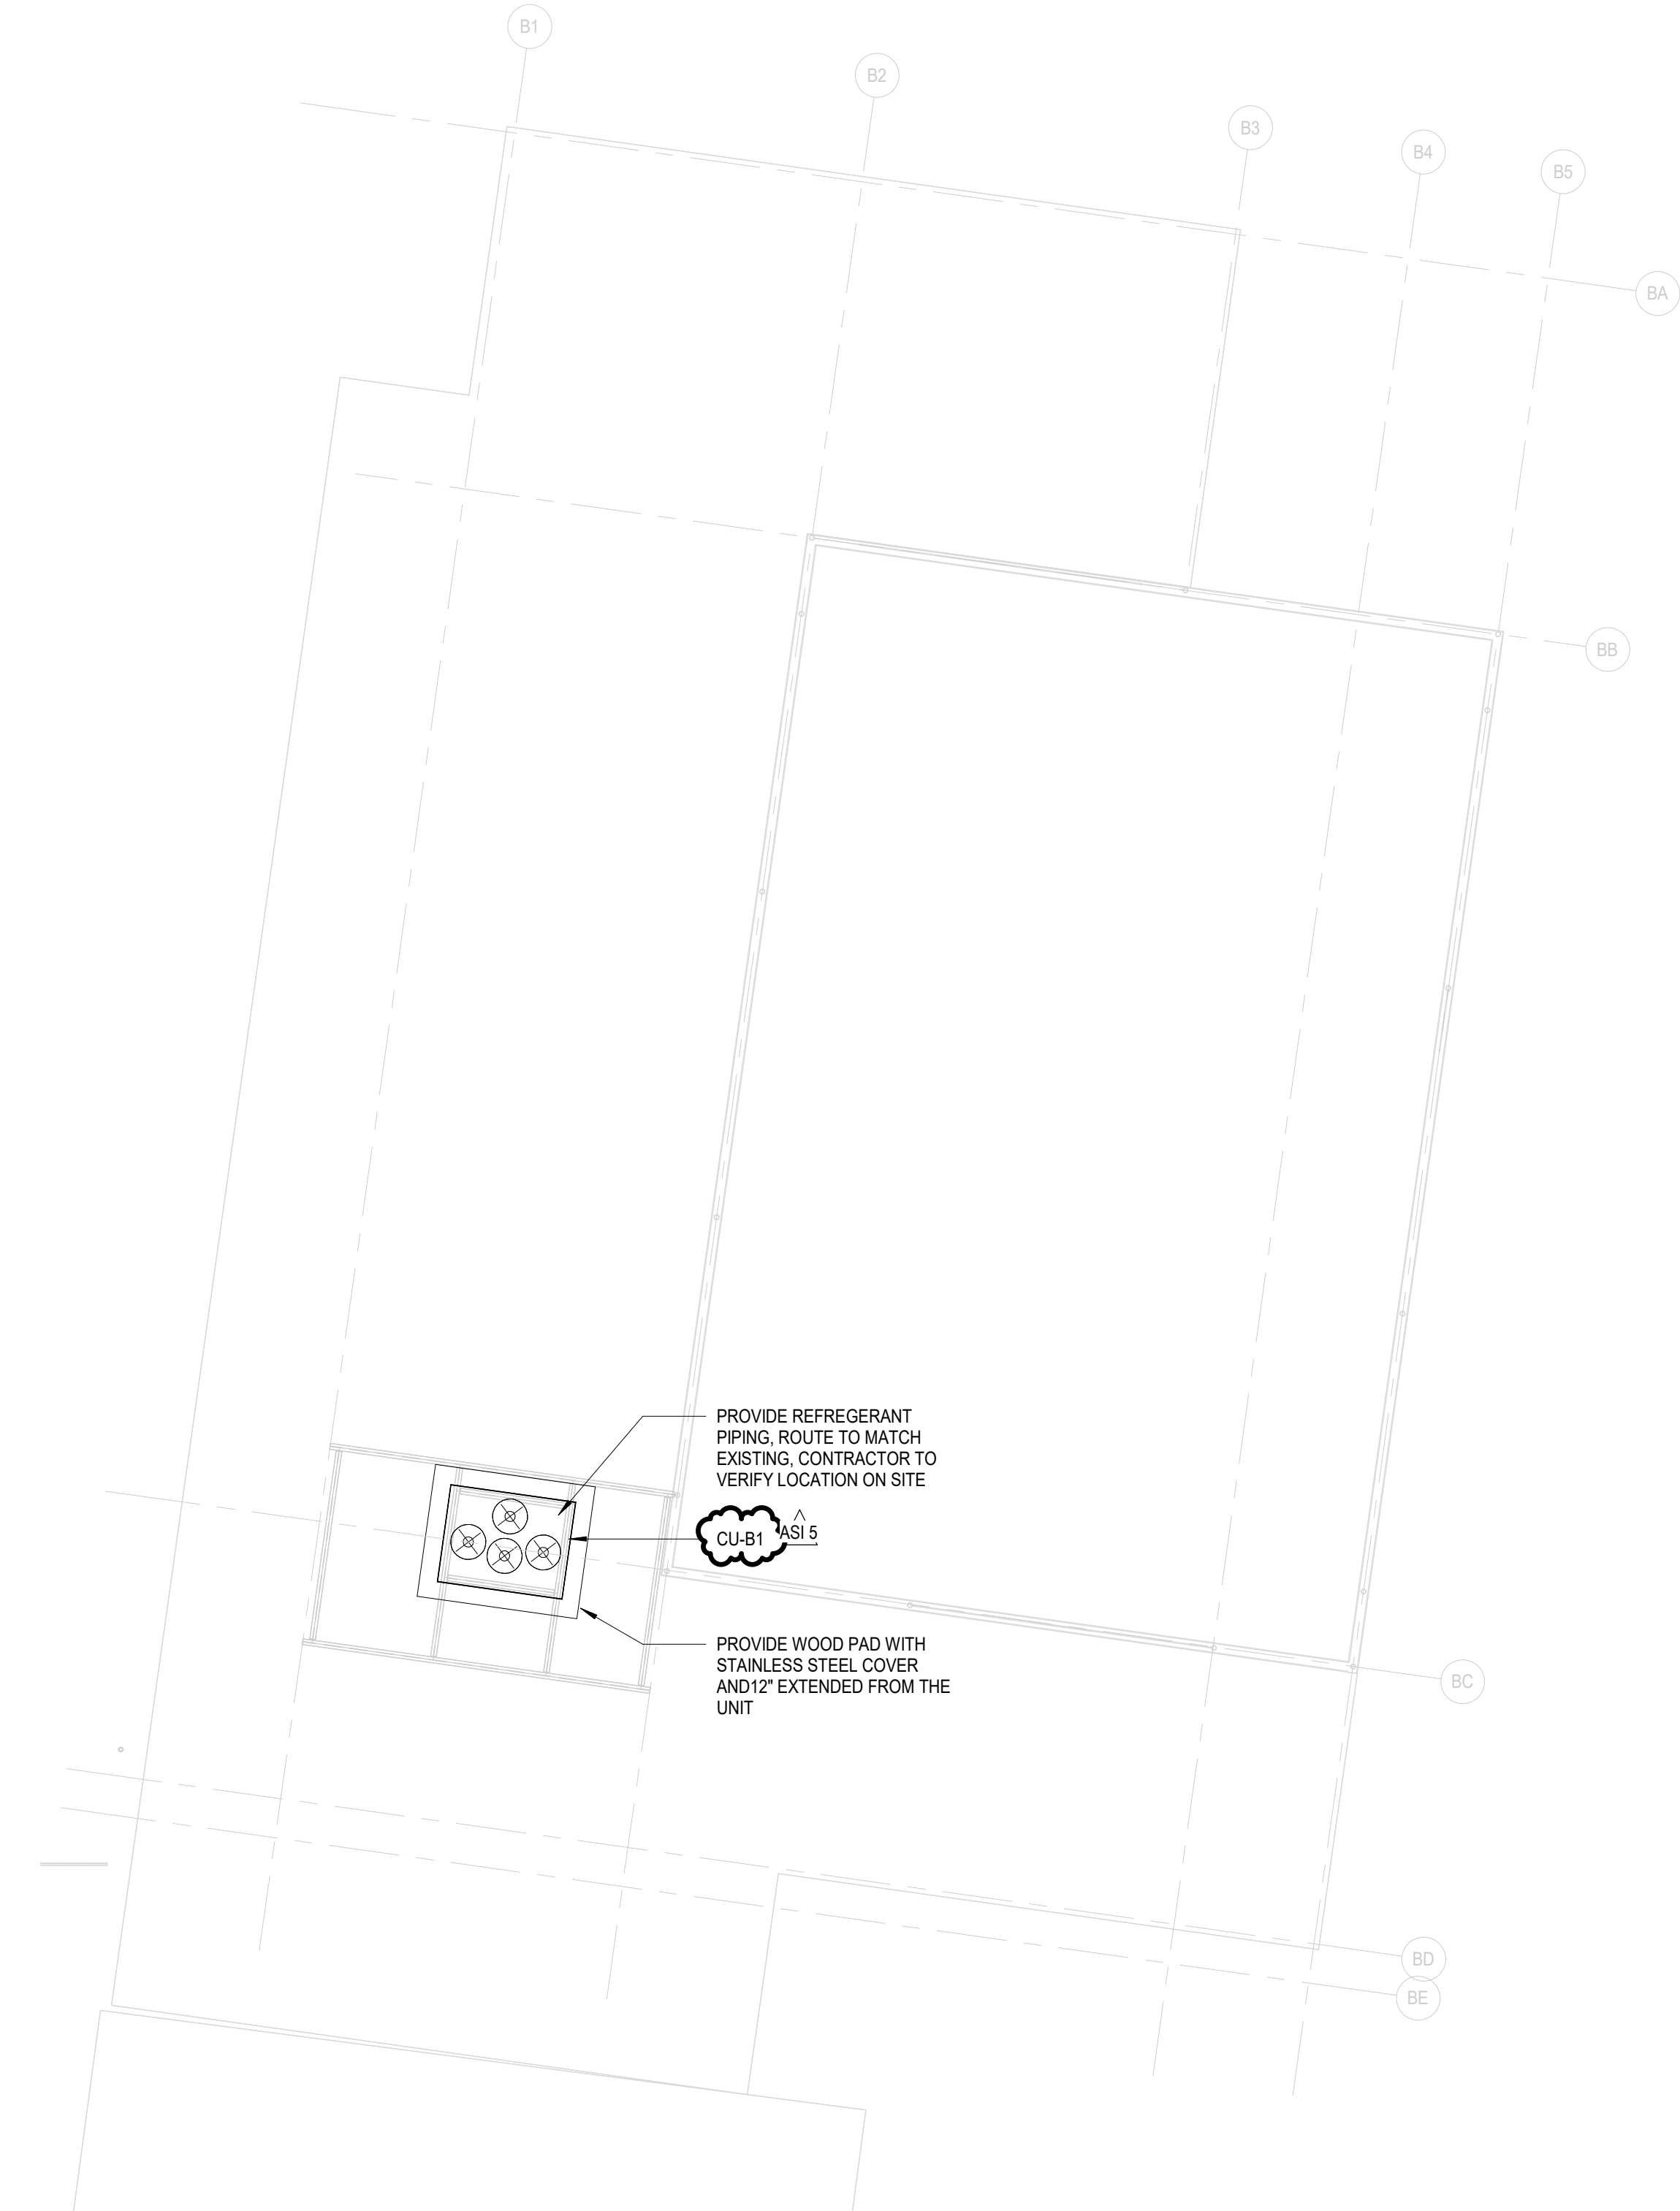 B1
B2
B3
B4
B5
BA
BB
PROVIDE REFREGERANT
PIPING, ROUTE TO MATCH
EXISTING, CONTRACTOR TO
VERIFY LOCATION ON SITE
CU-B1
ASI 5
PROVIDE WOOD PAD WITH
STAINLESS STEEL COVER
AND12" EXTENDED FROM THE
UNIT
BC
BD
BE